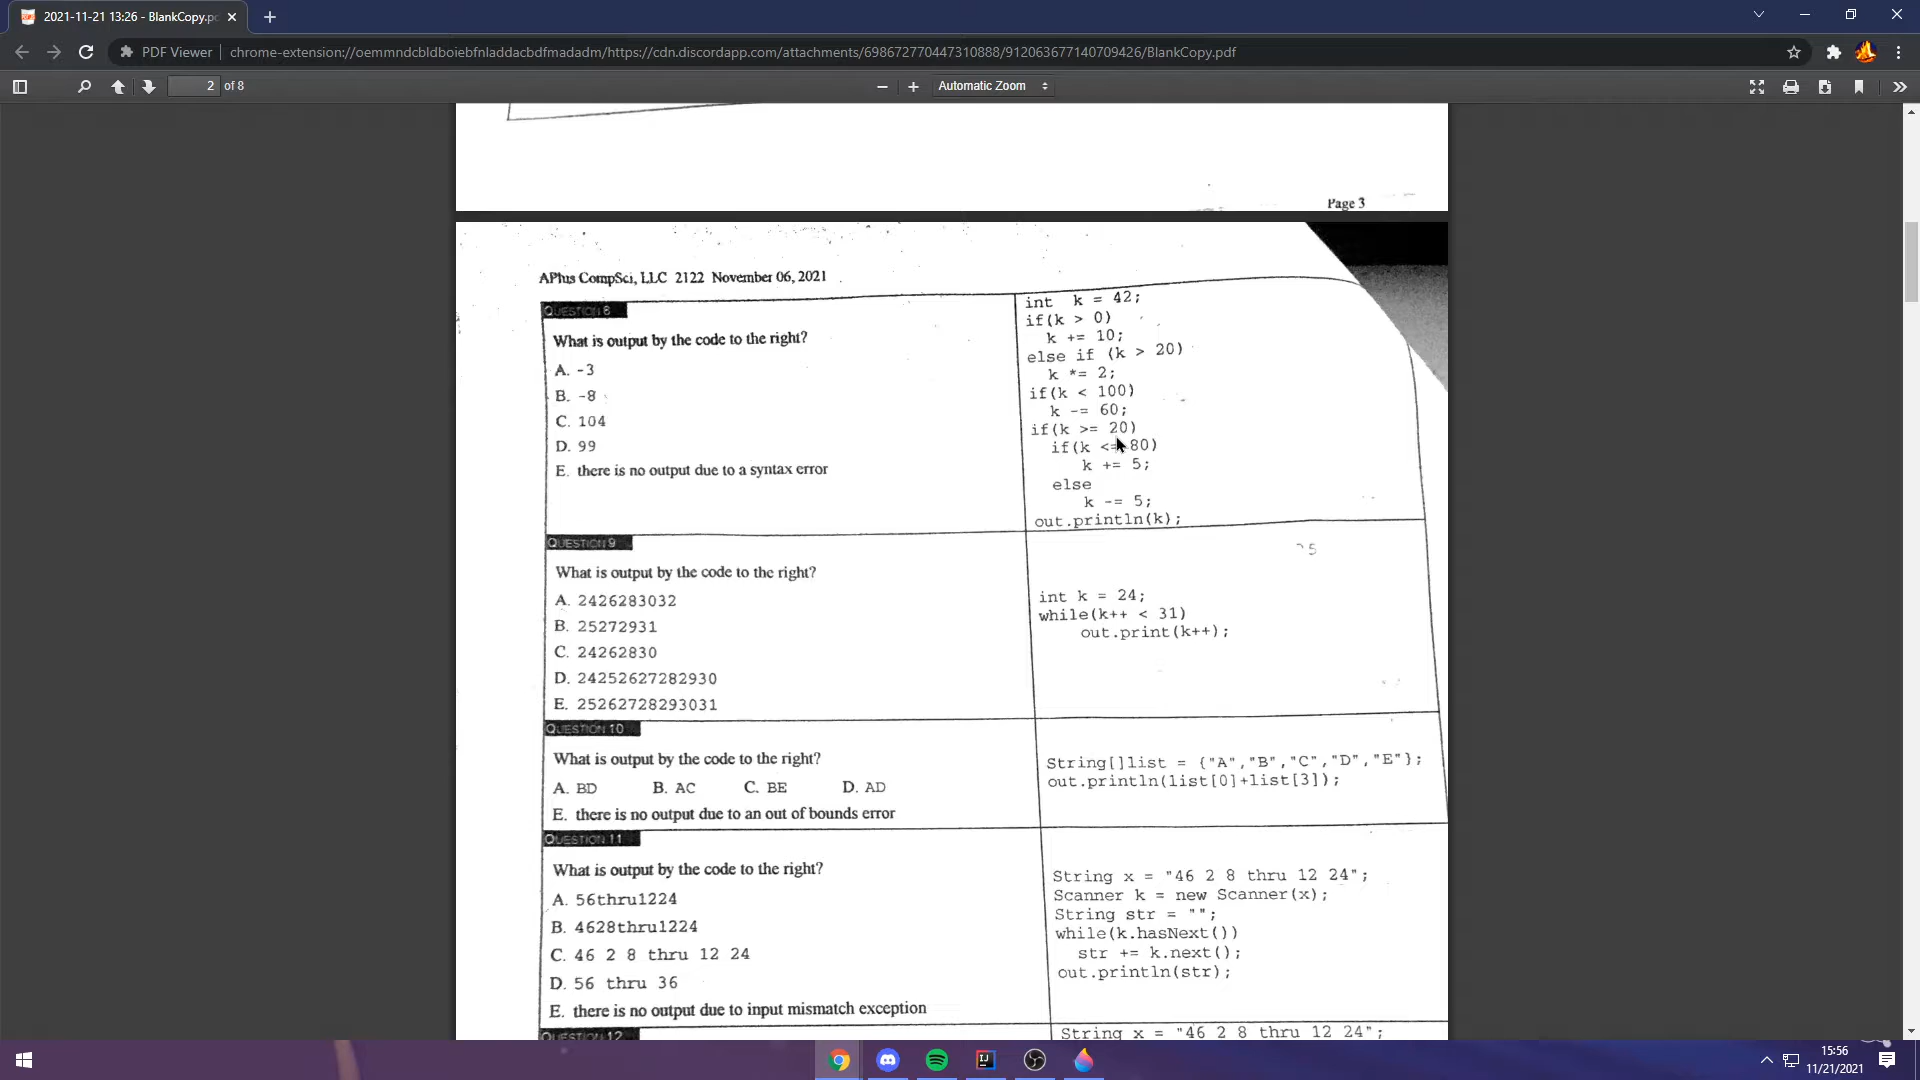 2021-11-21 13:26 - BlankCopy.pd
PDF Viewer
chrome-extension://oemmndcbldboiebfnladdacbdfmadadm/https://cdn.discordapp.com/attachments/698672770447310888/912063677140709426/BlankCopy.pdf
2 of 8
Automatic Zoom
Page 3
APlus CompSci, LLC 2122 November 06, 2021
QUESTION 8
What is output by the code to the right?
A. -3
B. -8
C. 104
D. 99
E. there is no output due to a syntax error
int k = 42;
if(k > 0)
k += 10;
else if (k > 20)
k *= 2;
if(k < 100)
k -= 60;
if(k >= 20)
if(k <= 80)
k += 5;
else
k -= 5;
out.println(k);
QUESTION 9
What is output by the code to the right?
A. 2426283032
B. 25272931
C. 24262830
D. 24252627282930
E. 25262728293031
int k = 24;
while(k++ < 31)
out.print(k++);
QUESTION 10
What is output by the code to the right?
A. BD B. AC C. BE D. AD
E. there is no output due to an out of bounds error
String[]list = {"A","B","C","D","E"};
out.println(list[0]+list[3]);
QUESTION 11
What is output by the code to the right?
A. 56thru1224
B. 4628thru1224
C. 46 2 8 thru 12 24
D. 56 thru 36
E. there is no output due to input mismatch exception
String x = "46 2 8 thru 12 24";
Scanner k = new Scanner(x);
String str = "";
while(k.hasNext())
str += k.next();
out.println(str);
QUESTION 12
String x = "46 2 8 thru 12 24";
15:56
11/21/2021